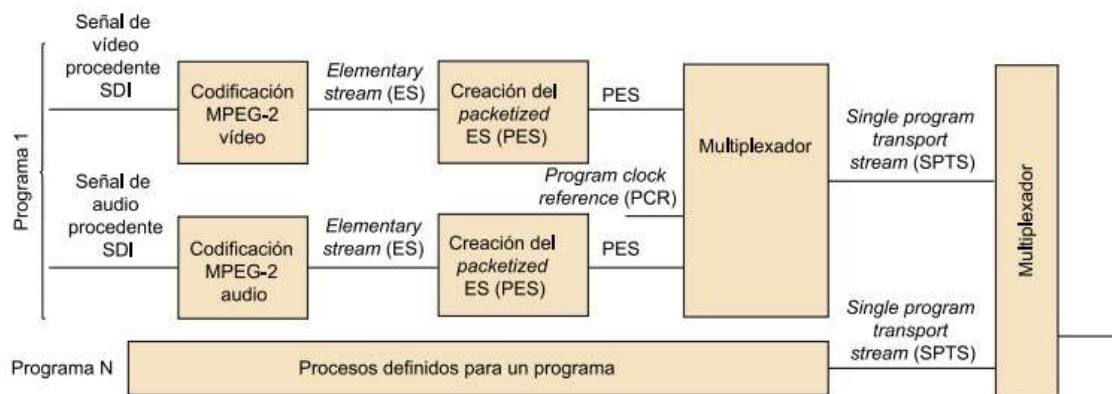 Programa 1
Señal de
vídeo
procedente
SDI
Codificación
MPEG-2
vídeo
Elementary
stream (ES)
Creación del
packetized
ES (PES)
PES
Señal de
audio
procedente
SDI
Codificación
MPEG-2
audio
Elementary
stream (ES)
Creación del
packetized
ES (PES)
PES
Program clock
reference (PCR)
Multiplexador
Single program
transport
stream (SPTS)
Multiplexador
Programa N
Procesos definidos para un programa
Single program
transport
stream (SPTS)